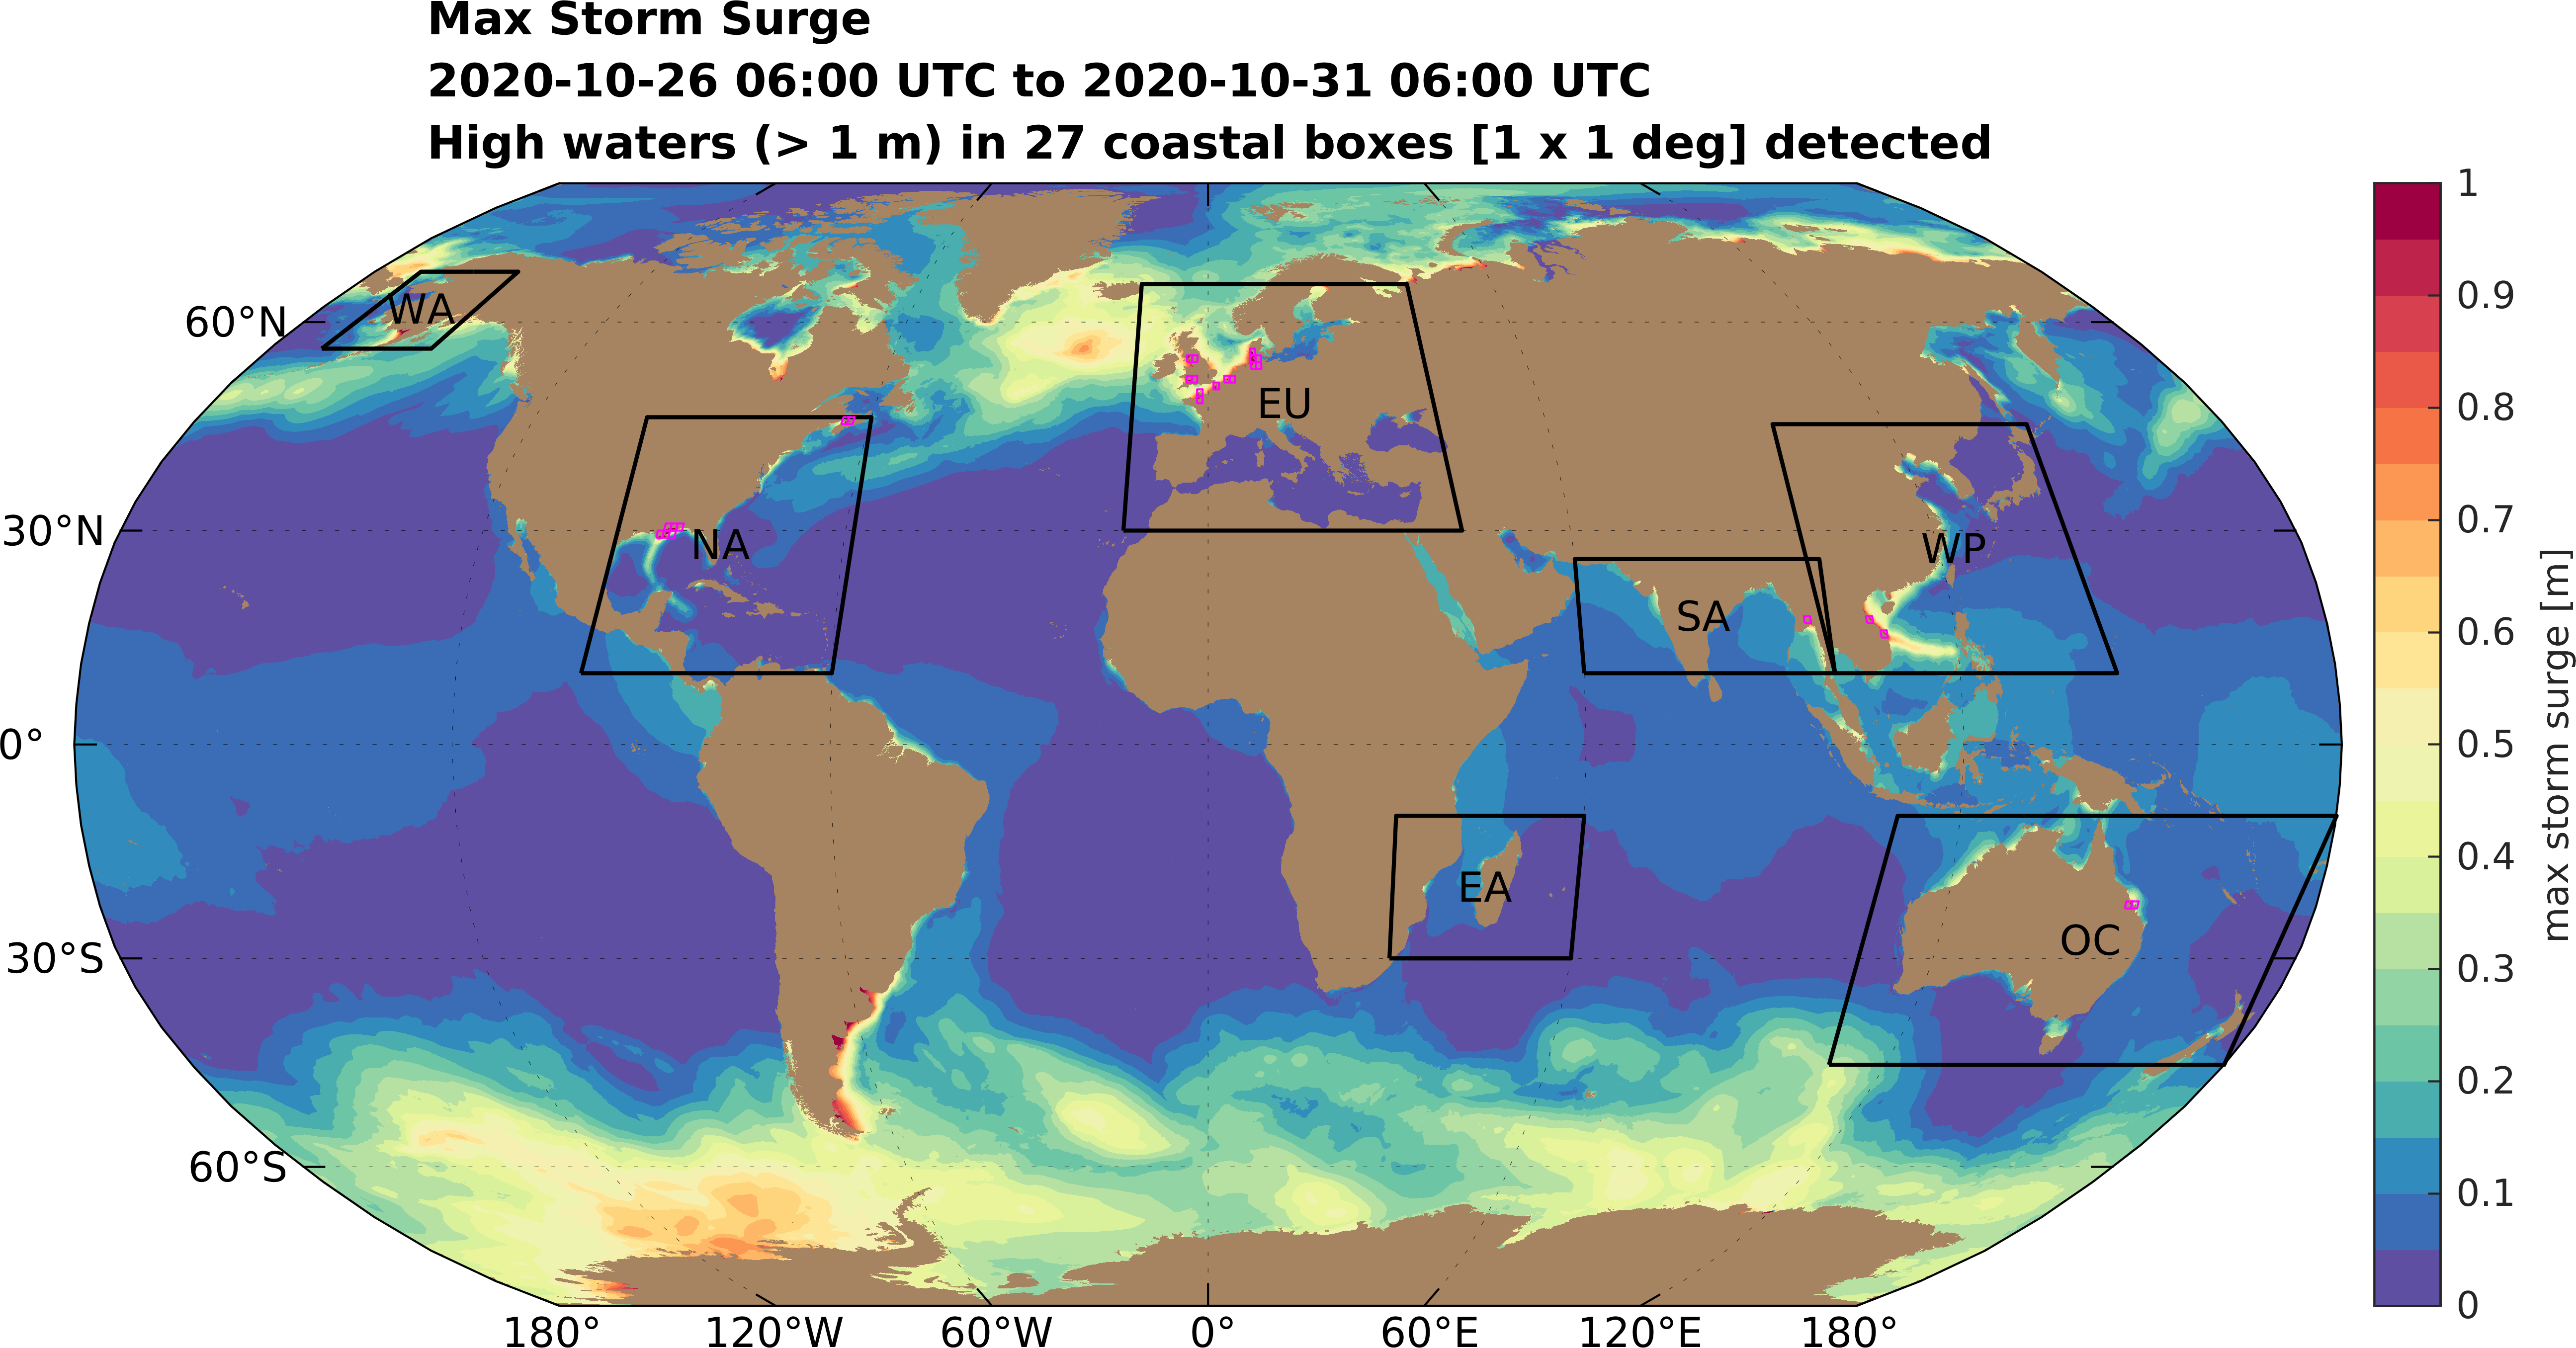 Max Storm Surge
2020-10-26 06:00 UTC to 2020-10-31 06:00 UTC
High waters (> 1 m) in 27 coastal boxes [1 x 1 deg] detected
1
0.9
0.8
0.7
0.6
0.5
0.4
0.3
0.2
0.1
0
max storm surge [m]
60°N
30°N
0°
30°S
60°S
WA
EU
NA
WP
SA
EA
OC
180°
120°W
60°W
0°
60°E
120°E
180°